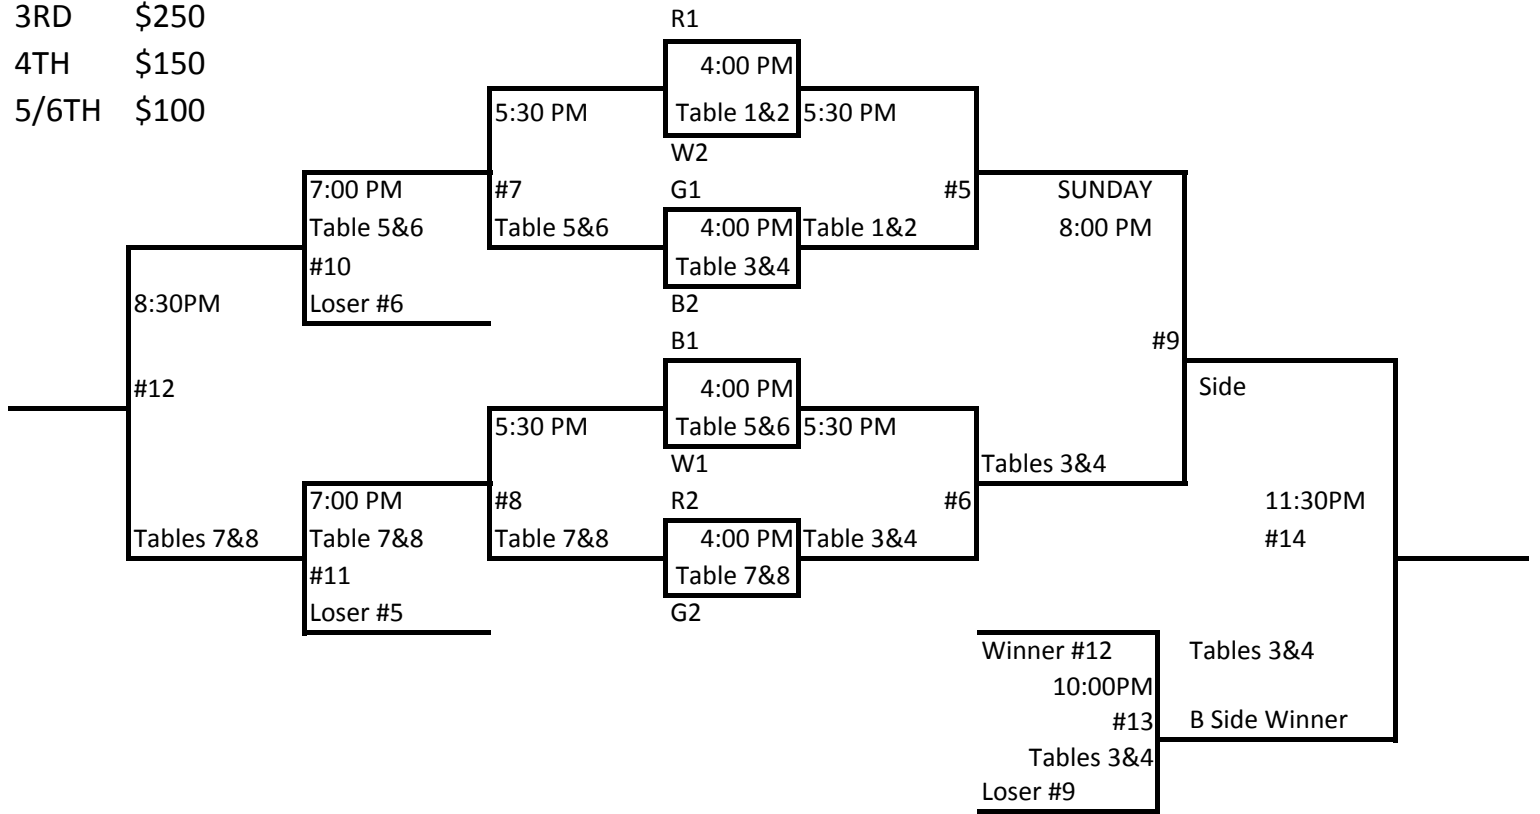 3RD $250
4TH $150
5/6TH $100
R1
4:00 PM
Table 1&2
W2
G1
4:00 PM
Table 3&4
B2
B1
4:00 PM
Table 5&6
W1
R2
4:00 PM
Table 7&8
G2
5:30 PM
#7
Table 5&6
5:30 PM
#8
Table 7&8
7:00 PM
Table 5&6
#10
Loser #6
7:00 PM
Table 7&8
#11
Loser #5
8:30PM
#12
Tables 7&8
5:30 PM
#5
Table 1&2
5:30 PM
#6
Table 3&4
SUNDAY
8:00 PM
#9
Tables 3&4
Side
11:30PM
#14
Tables 3&4
B Side Winner
Winner #12
10:00PM
#13
Tables 3&4
Loser #9